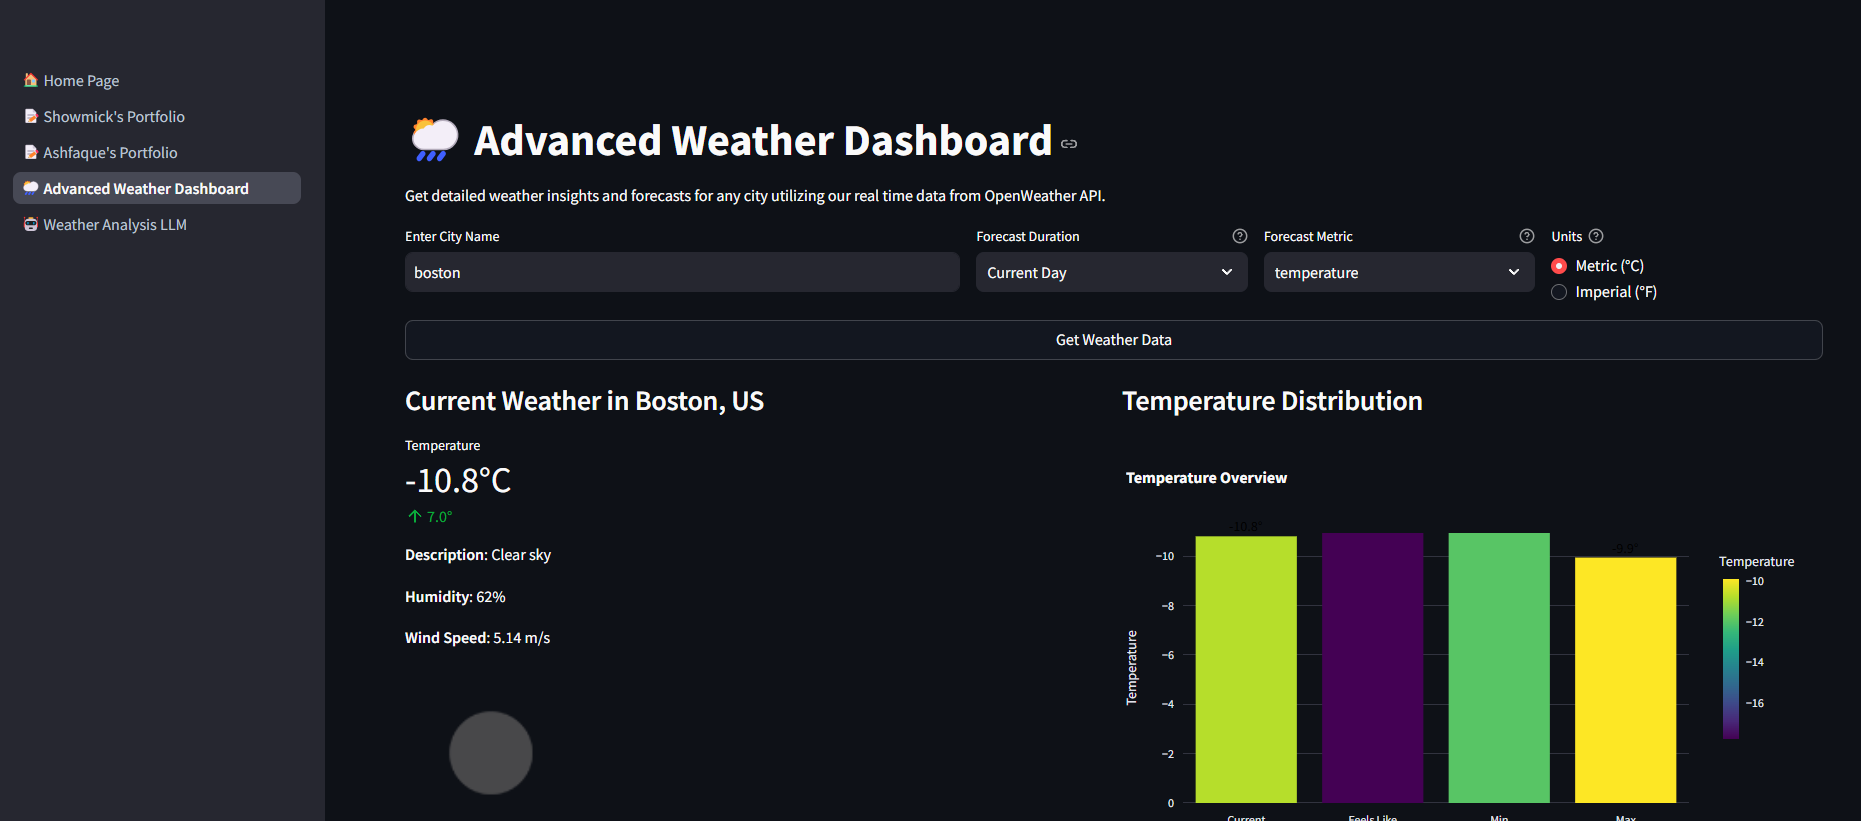 Home Page
Showmick's Portfolio
Ashfaque's Portfolio
Advanced Weather Dashboard
Weather Analysis LLM
Advanced Weather Dashboard
Get detailed weather insights and forecasts for any city utilizing our real time data from OpenWeather API.
Enter City Name
boston
Forecast Duration
Current Day
Forecast Metric
temperature
Units
Metric (°C)
Imperial (°F)
Get Weather Data
Current Weather in Boston, US
Temperature
-10.8°C
↑ 7.0°
Description: Clear sky
Humidity: 62%
Wind Speed: 5.14 m/s
Temperature Distribution
Temperature Overview
-10.8°
-9.9°
−10
−8
−6
−4
−2
0
Temperature
Current
Feels Like
Min
Max
Temperature
−10
−12
−14
−16